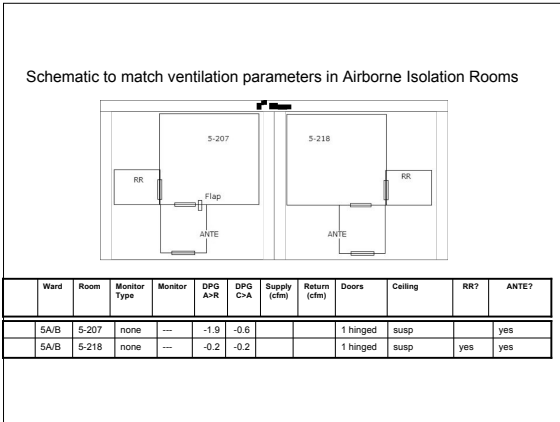 Schematic to match ventilation parameters in Airborne Isolation Rooms
5-207 5-218
RR RR
Flap
ANTE ANTE
Ward Room Monitor Type Monitor DPG A>R DPG C>A Supply (cfm) Return (cfm) Doors Ceiling RR? ANTE?
5A/B 5-207 none --- -1.9 -0.6 1 hinged susp yes
5A/B 5-218 none --- -0.2 -0.2 1 hinged susp yes yes